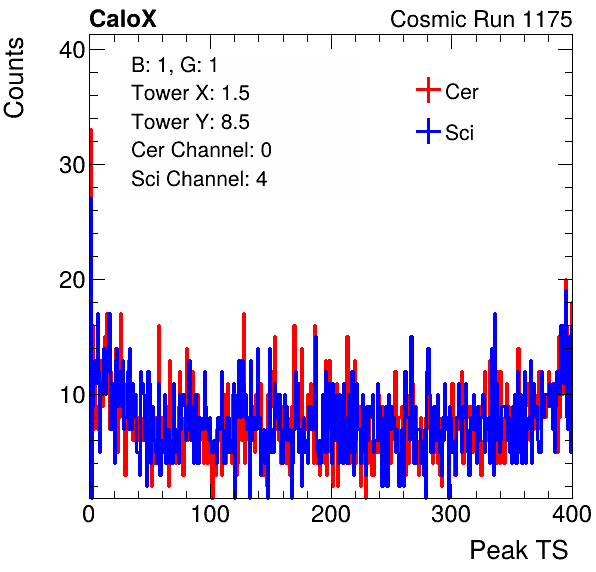 CaloX
Cosmic Run 1175
Counts
40
30
20
10
B: 1, G: 1
Tower X: 1.5
Tower Y: 8.5
Cer Channel: 0
Sci Channel: 4
Cer
Sci
0
100
200
300
400
Peak TS